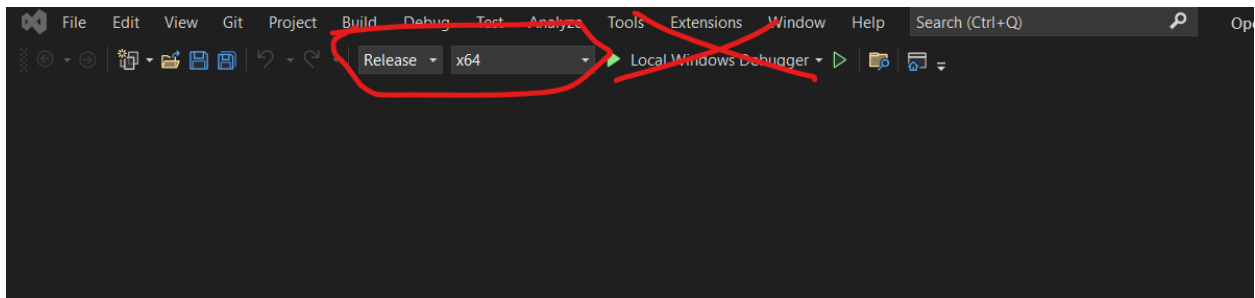 File Edit View Git Project Build Debug Test Analyze Tools Extensions Window Help Search (Ctrl+Q) Ope
Release x64 Local Windows Debugger